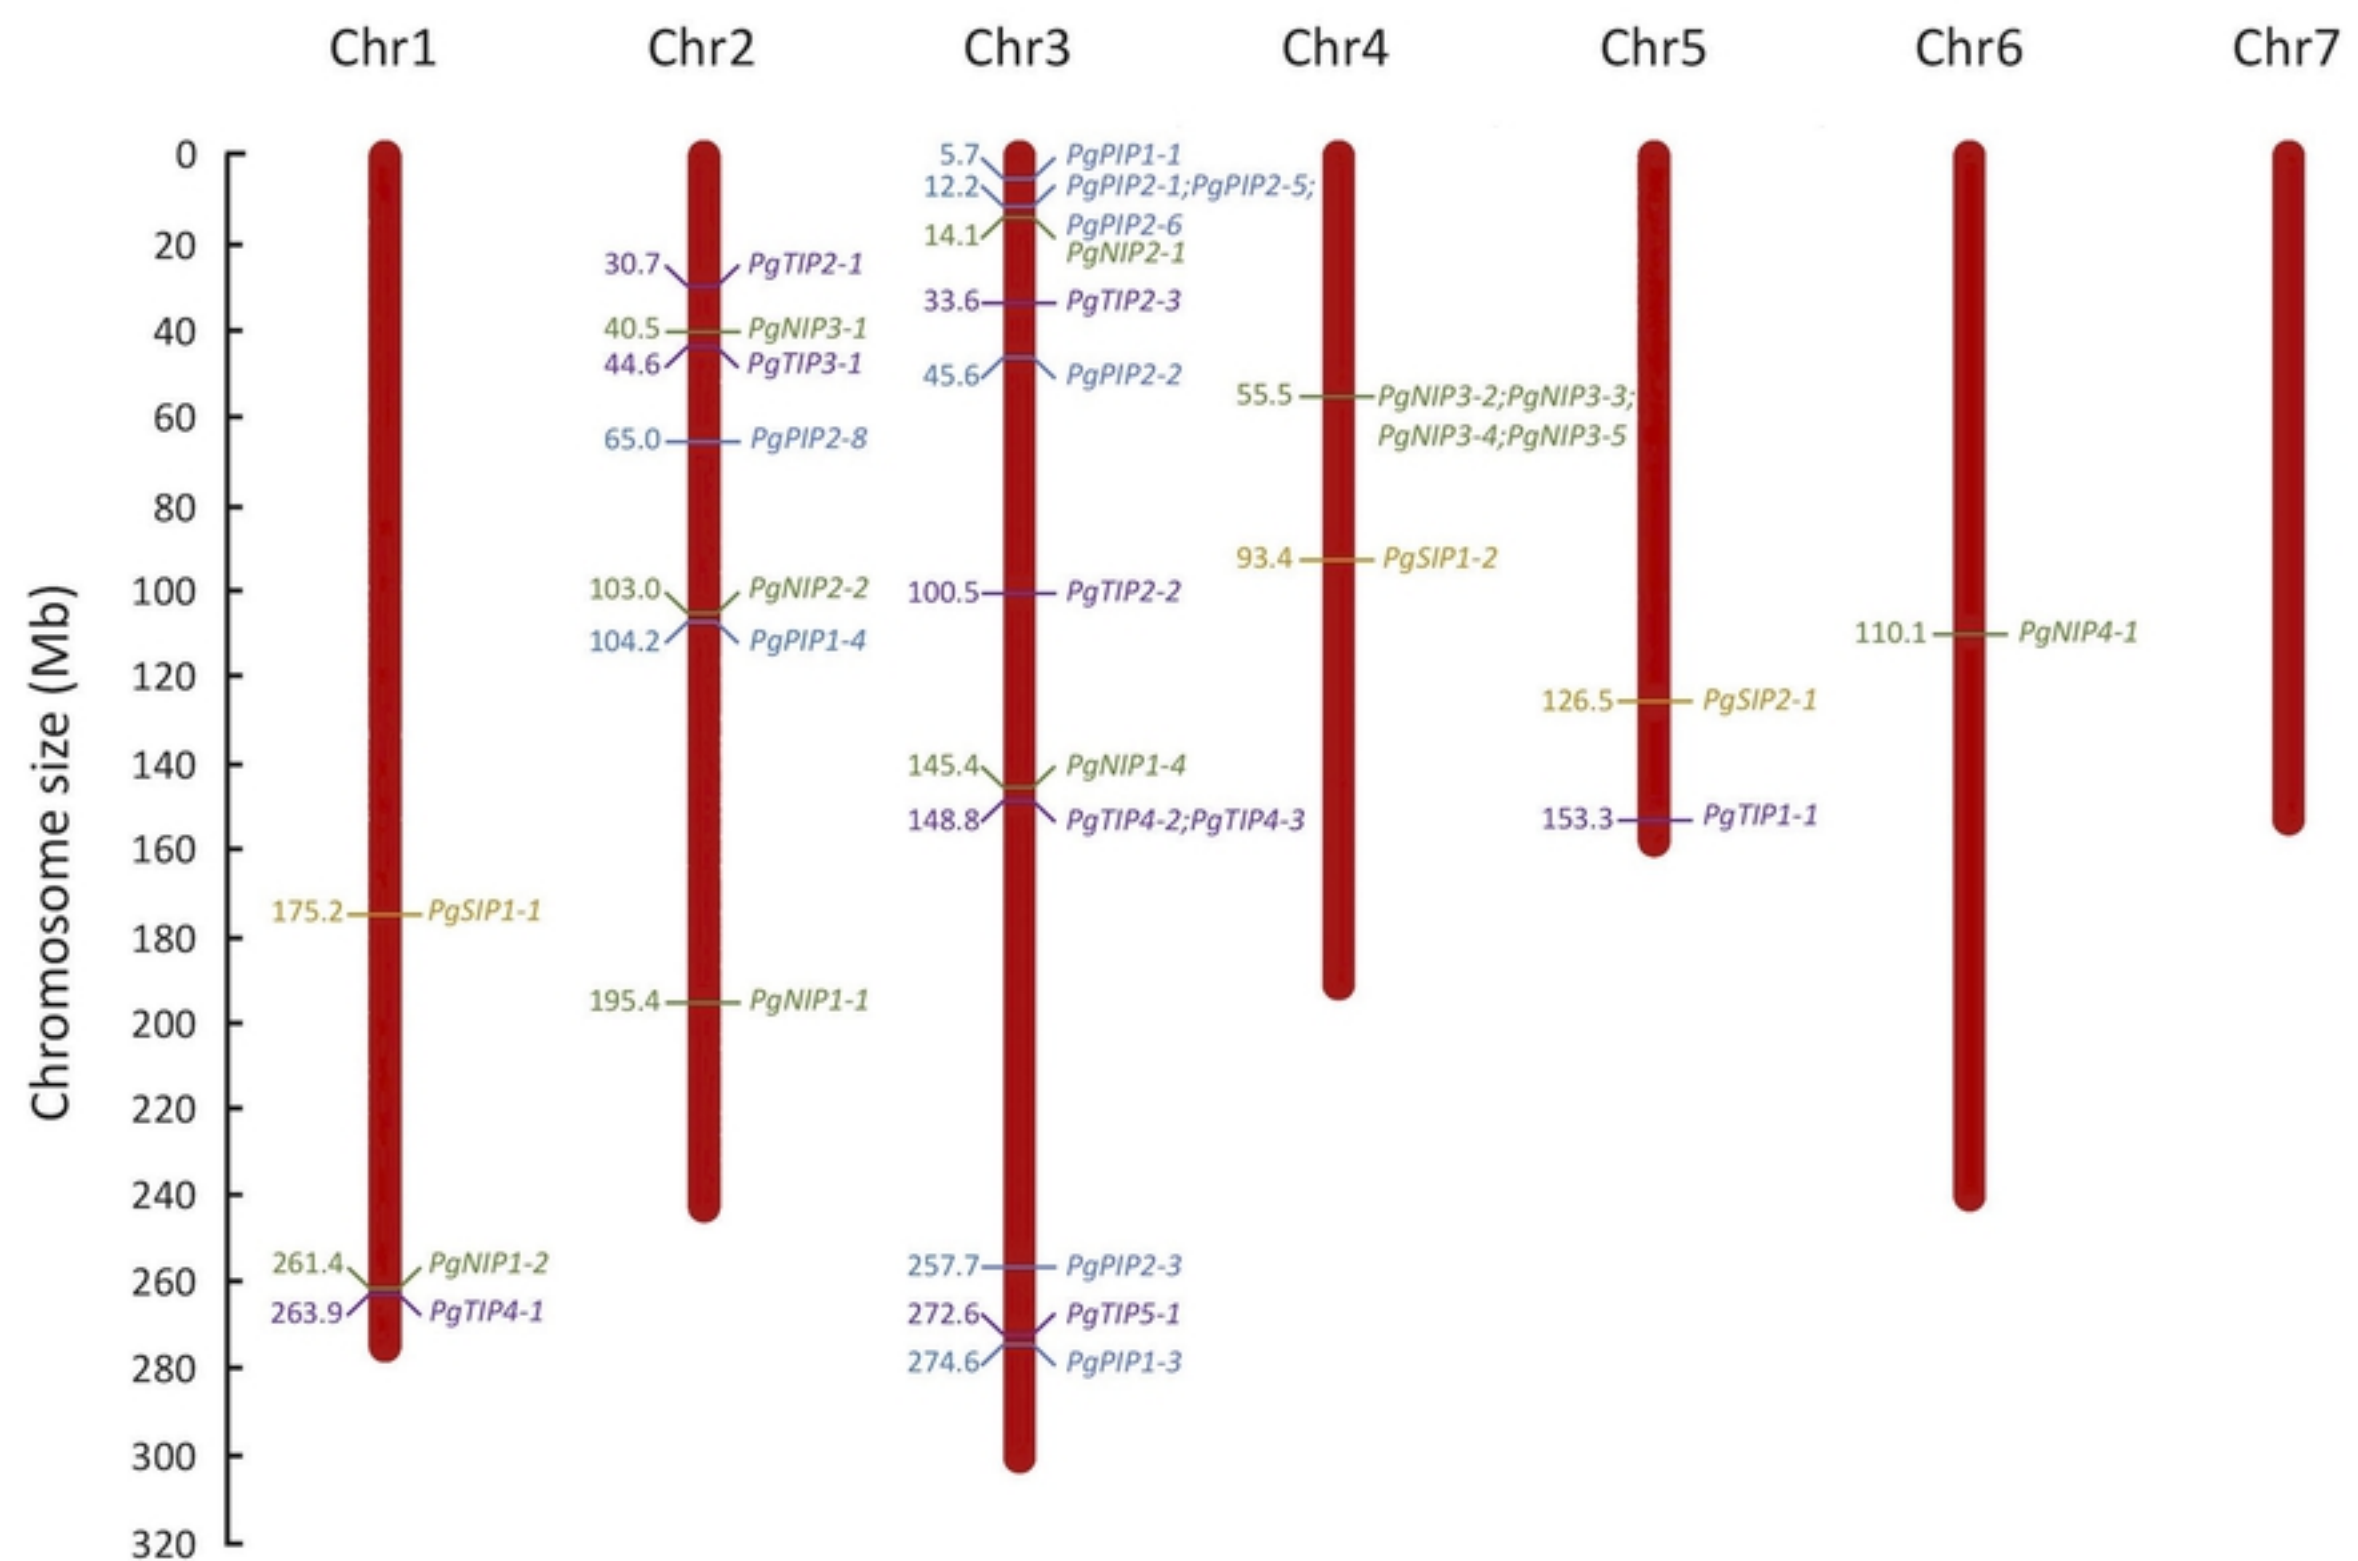 Chr1 Chr2 Chr3 Chr4 Chr5 Chr6 Chr7
Chromosome size (Mb)
0
20
40
60
80
100
120
140
160
180
200
220
240
260
280
300
320
175.2 PgSIP1-1
261.4 PgNIP1-2
263.9 PgTIP4-1
30.7 PgTIP2-1
40.5 PgNIP3-1
44.6 PgTIP3-1
65.0 PgPIP2-8
103.0 PgNIP2-2
104.2 PgPIP1-4
195.4 PgNIP1-1
5.7 PgPIP1-1
12.2 PgPIP2-1;PgPIP2-5;
PgPIP2-6
14.1 PgNIP2-1
33.6 PgTIP2-3
45.6 PgPIP2-2
100.5 PgTIP2-2
145.4 PgNIP1-4
148.8 PgTIP4-2;PgTIP4-3
257.7 PgPIP2-3
272.6 PgTIP5-1
274.6 PgPIP1-3
55.5 PgNIP3-2;PgNIP3-3;
PgNIP3-4;PgNIP3-5
93.4 PgSIP1-2
126.5 PgSIP2-1
153.3 PgTIP1-1
110.1 PgNIP4-1